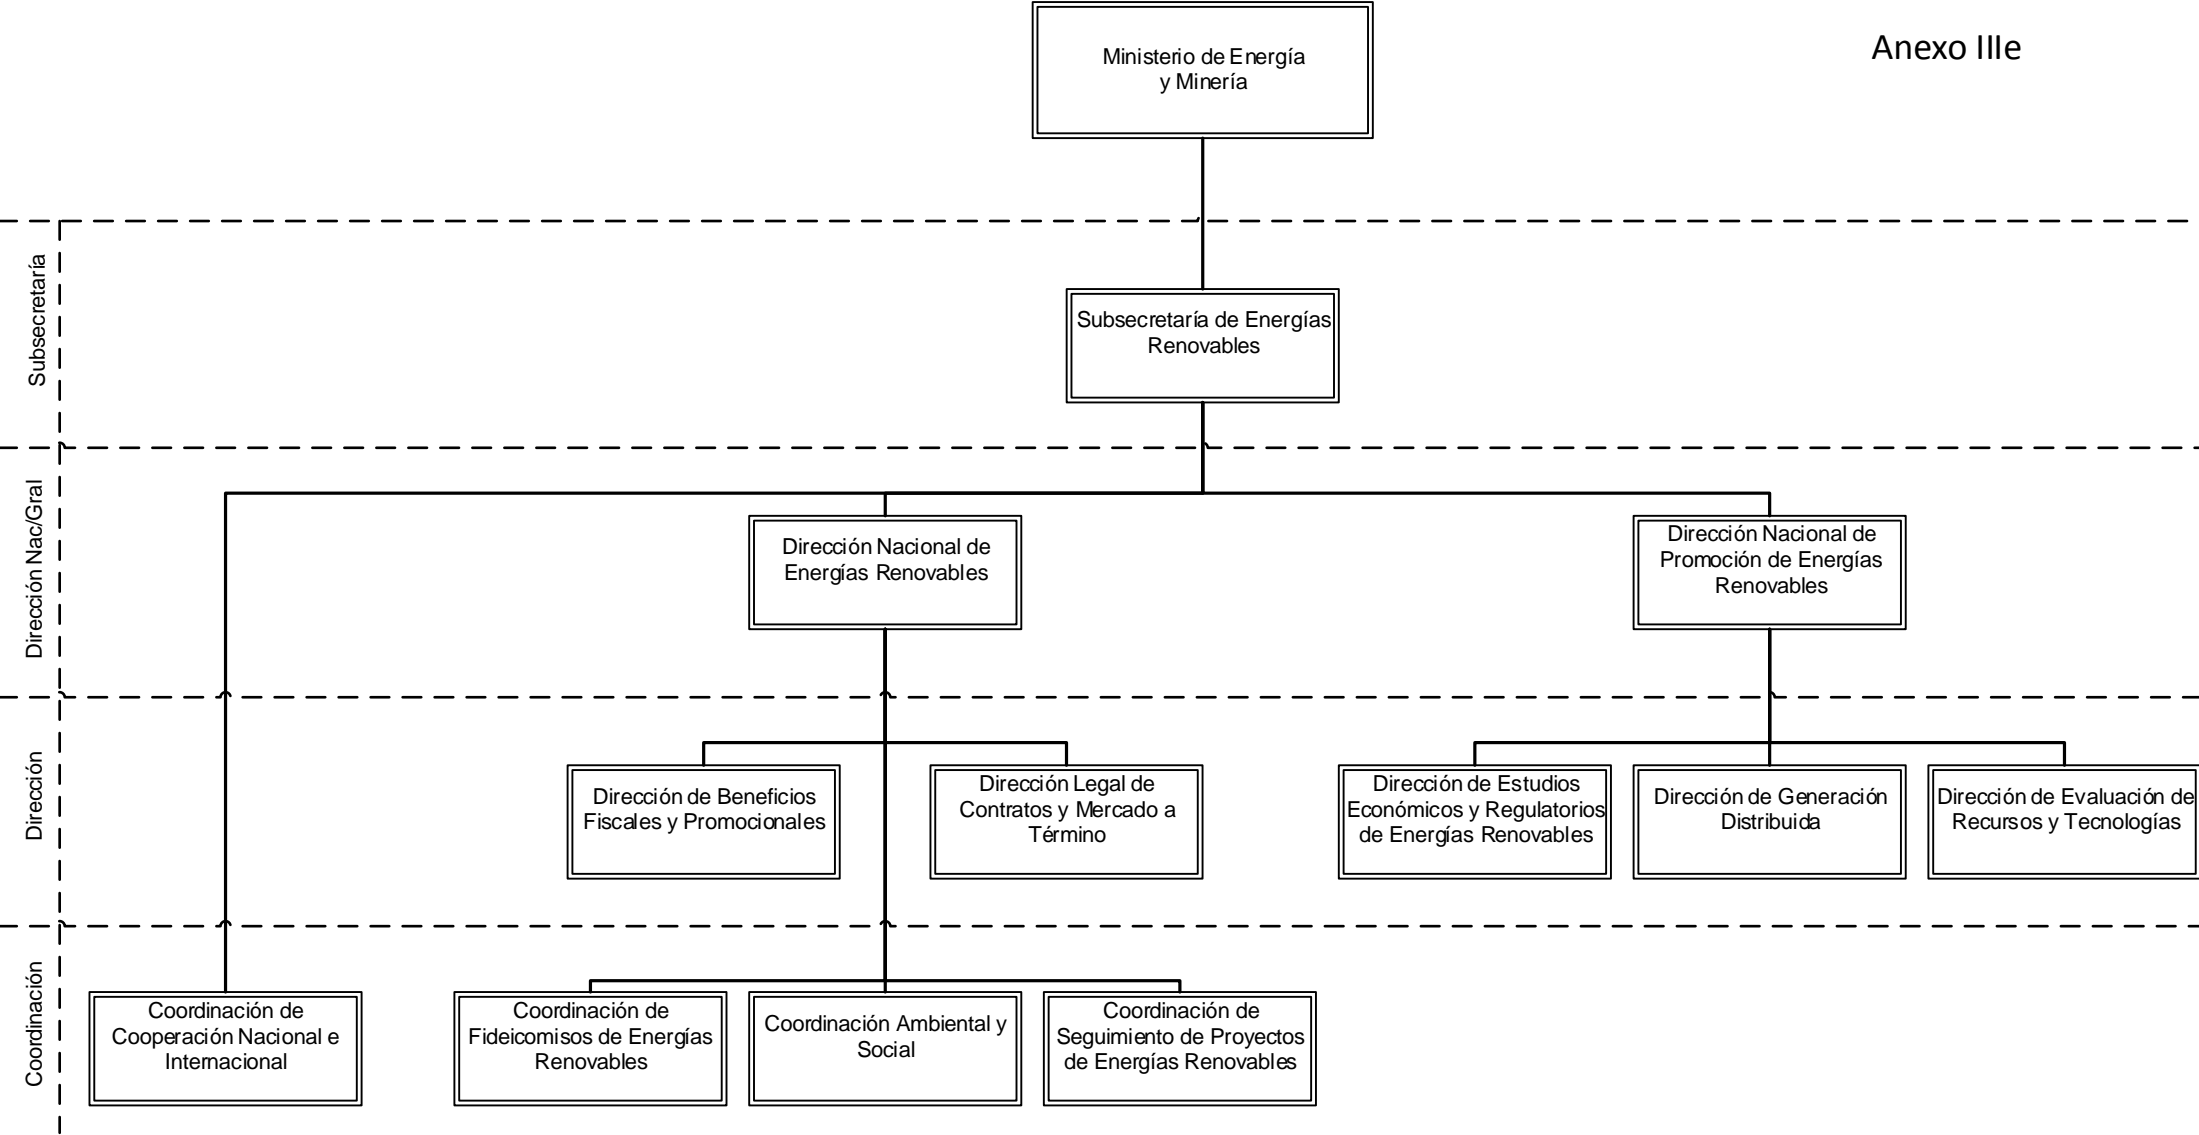 Anexo IIIe
Ministerio de Energía
y Minería
Subsecretaría
Subsecretaría de Energías
Renovables
Dirección Nac/Gral
Dirección Nacional de
Energías Renovables
Dirección Nacional de
Promoción de Energías
Renovables
Dirección
Dirección de Beneficios
Fiscales y Promocionales
Dirección Legal de
Contratos y Mercado a
Término
Dirección de Estudios
Económicos y Regulatorios
de Energías Renovables
Dirección de Generación
Distribuida
Dirección de Evaluación de
Recursos y Tecnologías
Coordinación
Coordinación de
Cooperación Nacional e
Internacional
Coordinación de
Fideicomisos de Energías
Renovables
Coordinación Ambiental y
Social
Coordinación de
Seguimiento de Proyectos
de Energías Renovables